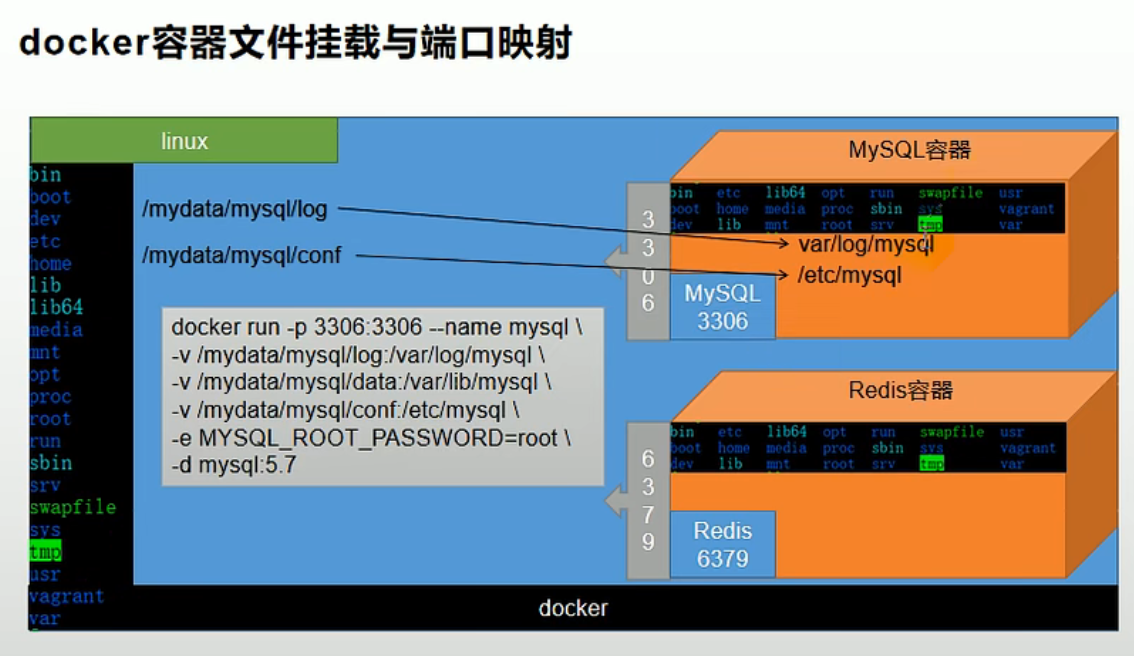 docker容器文件挂载与端口映射
linux
bin
boot
dev
etc
home
lib
lib64
media
mnt
opt
proc
root
run
sbin
srv
swapfile
sys
tmp
usr
vagrant
var
/mydata/mysql/log
/mydata/mysql/conf
docker run -p 3306:3306 --name mysql \
-v /mydata/mysql/log:/var/log/mysql \
-v /mydata/mysql/data:/var/lib/mysql \
-v /mydata/mysql/conf:/etc/mysql \
-e MYSQL_ROOT_PASSWORD=root \
-d mysql:5.7
MySQL容器
bin etc lib64 opt run swapfile usr
boot home media proc sbin sys vagrant
dev lib mnt root srv tmp var
var/log/mysql
/etc/mysql
3
3
0
6
MySQL
3306
Redis容器
bin etc lib64 opt run swapfile usr
boot home media proc sbin sys vagrant
dev lib mnt root srv tmp var
6
3
7
9
Redis
6379
docker